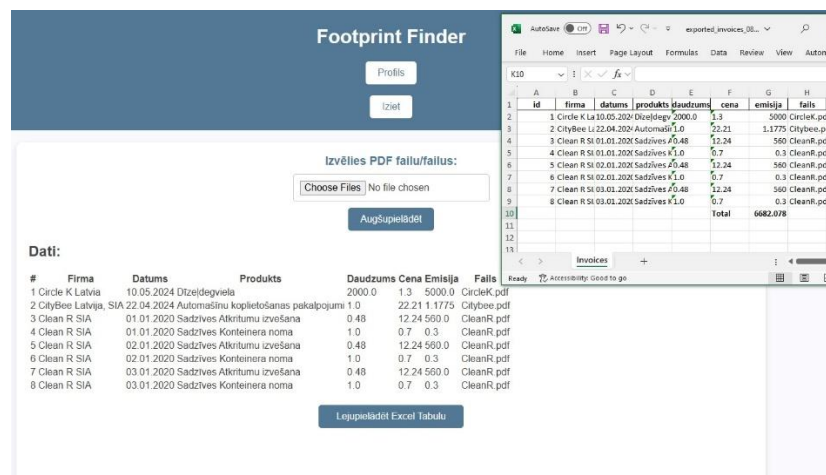 Footprint Finder
Profils
Iziet
Izvēlies PDF failu/failus:
Choose Files No file chosen
Augšupielādēt
Dati:
# Firma Datums Produkts Daudzums Cena Emisija Fails
1 Circle K Latvia 10.05.2024 Dīzeļdegviela 2000.0 1.3 5000.0 CircleK.pdf
2 CityBee Latvija, SIA 22.04.2024 Automašīnu koplietošanas pakalpojumi 1.0 22.21 1.1775 Citybee.pdf
3 Clean R SIA 01.01.2020 Sadzīves Atkritumu izvešana 0.48 12.24 560.0 CleanR.pdf
4 Clean R SIA 01.01.2020 Sadzīves Konteinera noma 1.0 0.7 0.3 CleanR.pdf
5 Clean R SIA 02.01.2020 Sadzīves Atkritumu izvešana 0.48 12.24 560.0 CleanR.pdf
6 Clean R SIA 02.01.2020 Sadzīves Konteinera noma 1.0 0.7 0.3 CleanR.pdf
7 Clean R SIA 03.01.2020 Sadzīves Atkritumu izvešana 0.48 12.24 560.0 CleanR.pdf
8 Clean R SIA 03.01.2020 Sadzīves Konteinera noma 1.0 0.7 0.3 CleanR.pdf
Lejupielādēt Excel Tabulu
AutoSave Off exported_invoices_08...
File Home Insert Page Layout Formulas Data Review View Autom
K10 fx
A B C D E F G H
1 id firma datums produkts daudzums cena emisija fails
2 1 Circle K La 10.05.2024 Dīzeļdegv 2000.0 1.3 5000 CircleK.pd
3 2 CityBee La 22.04.2024 Automašīn 1.0 22.21 1.1775 Citybee.p
4 3 Clean R SI 01.01.202( Sadzīves A 0.48 12.24 560 CleanR.pd
5 4 Clean R SI 01.01.202( Sadzīves K 1.0 0.7 0.3 CleanR.pd
6 5 Clean R SI 02.01.202( Sadzīves A 0.48 12.24 560 CleanR.pd
7 6 Clean R SI 02.01.202( Sadzīves K 1.0 0.7 0.3 CleanR.pd
8 7 Clean R SI 03.01.202( Sadzīves A 0.48 12.24 560 CleanR.pd
9 8 Clean R SI 03.01.202( Sadzīves K 1.0 0.7 0.3 CleanR.pd
10 Total 6682.078
11
12
13
Invoices
Ready Accessibility: Good to go